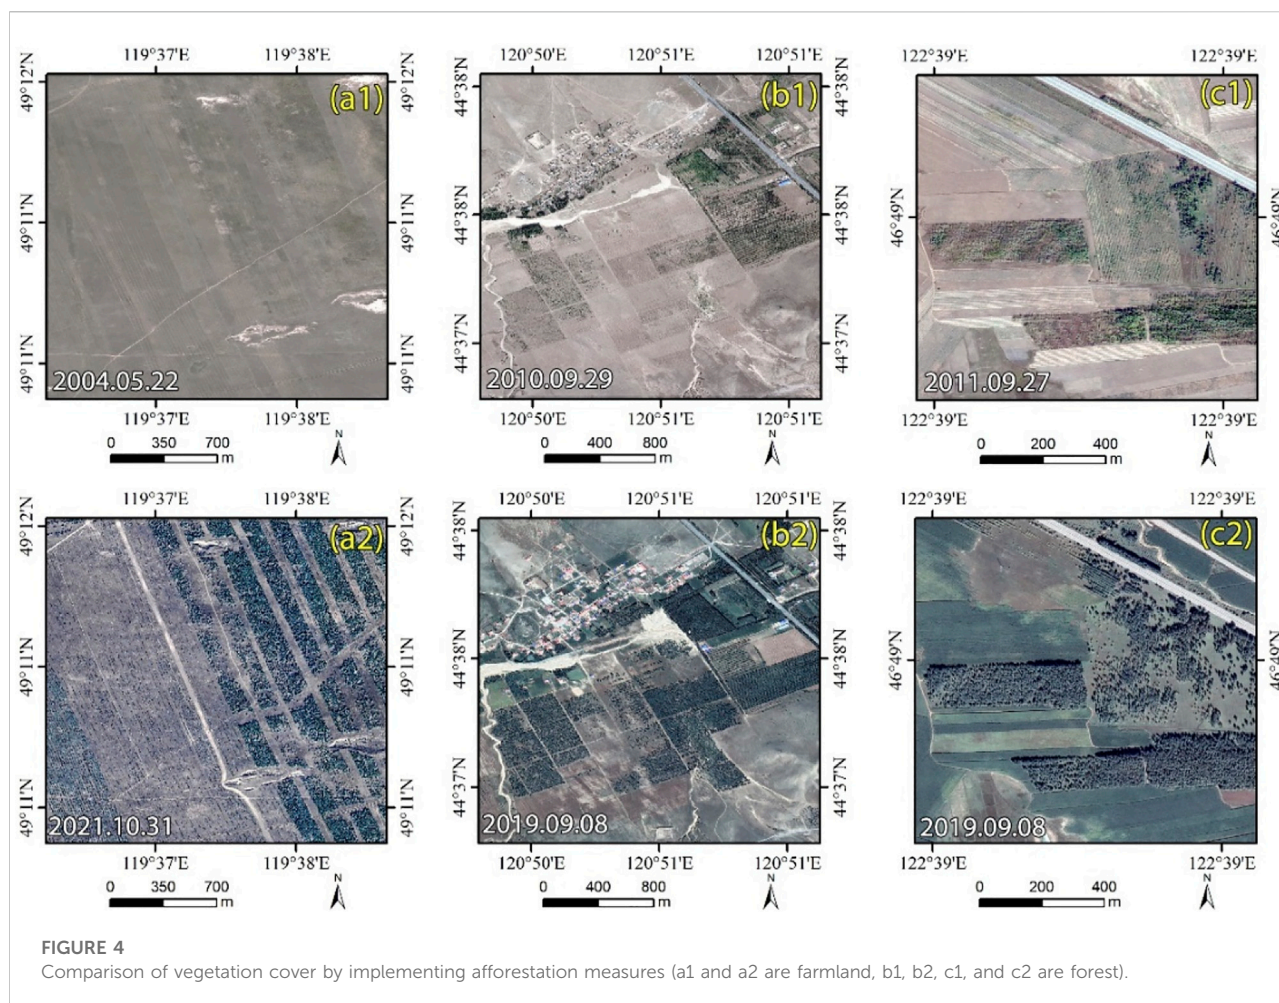 119°37'E 119°38'E 120°50'E 120°51'E 120°51'E 122°39'E 122°39'E
49°12'N 49°12'N 44°38'N 44°38'N
(a1) (b1) (c1)
49°11'N 49°11'N 44°38'N 44°38'N 46°49'N 46°49'N
49°11'N 49°11'N 44°37'N 44°37'N
2004.05.22 2010.09.29 2011.09.27
119°37'E 119°38'E 120°50'E 120°51'E 120°51'E 122°39'E 122°39'E
0 350 700 m N 0 400 800 m N 0 200 400 m N
119°37'E 119°38'E 120°50'E 120°51'E 120°51'E 122°39'E 122°39'E
49°12'N 49°12'N 44°38'N 44°38'N
(a2) (b2) (c2)
49°11'N 49°11'N 44°38'N 44°38'N 46°49'N 46°49'N
49°11'N 49°11'N 44°37'N 44°37'N
2021.10.31 2019.09.08 2019.09.08
119°37'E 119°38'E 120°50'E 120°51'E 120°51'E 122°39'E 122°39'E
0 350 700 m N 0 400 800 m N 0 200 400 m N
FIGURE 4
Comparison of vegetation cover by implementing afforestation measures (a1 and a2 are farmland, b1, b2, c1, and c2 are forest).